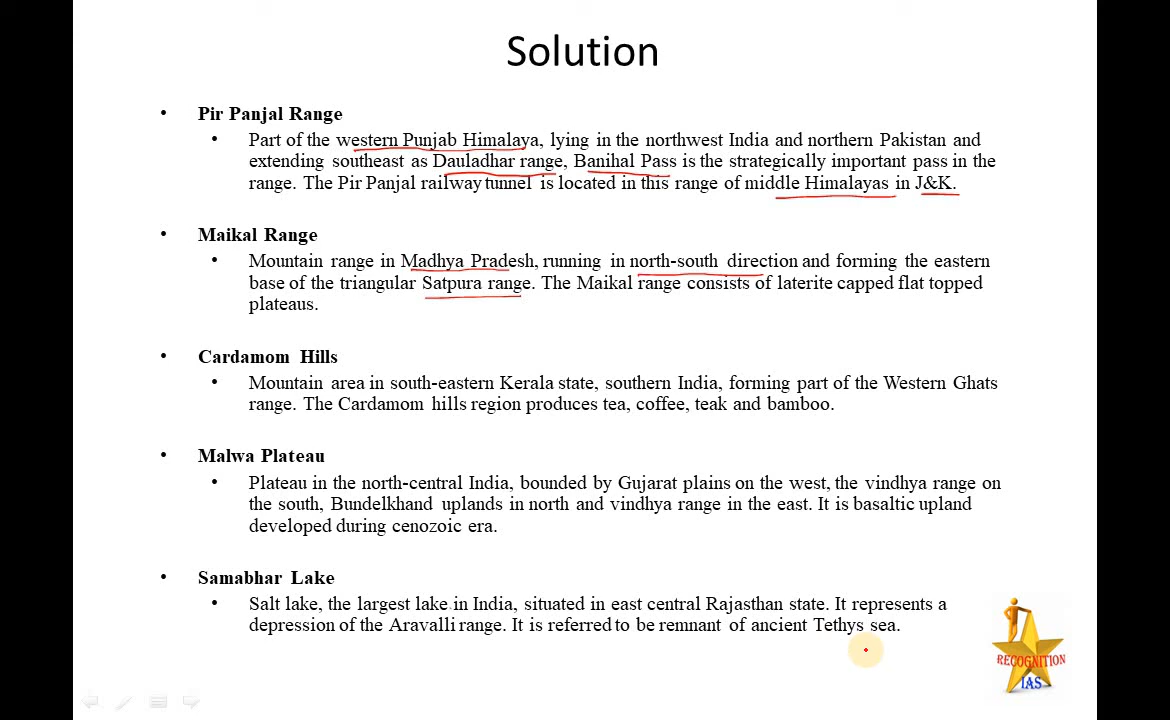 Solution
• Pir Panjal Range
• Part of the western Punjab Himalaya, lying in the northwest India and northern Pakistan and
extending southeast as Dauladhar range, Banihal Pass is the strategically important pass in the
range. The Pir Panjal railway tunnel is located in this range of middle Himalayas in J&K.
• Maikal Range
• Mountain range in Madhya Pradesh, running in north-south direction and forming the eastern
base of the triangular Satpura range. The Maikal range consists of laterite capped flat topped
plateaus.
• Cardamom Hills
• Mountain area in south-eastern Kerala state, southern India, forming part of the Western Ghats
range. The Cardamom hills region produces tea, coffee, teak and bamboo.
• Malwa Plateau
• Plateau in the north-central India, bounded by Gujarat plains on the west, the vindhya range on
the south, Bundelkhand uplands in north and vindhya range in the east. It is basaltic upland
developed during cenozoic era.
• Samabhar Lake
• Salt lake, the largest lake in India, situated in east central Rajasthan state. It represents a
depression of the Aravalli range. It is referred to be remnant of ancient Tethys sea.
RECOGNITION
IAS